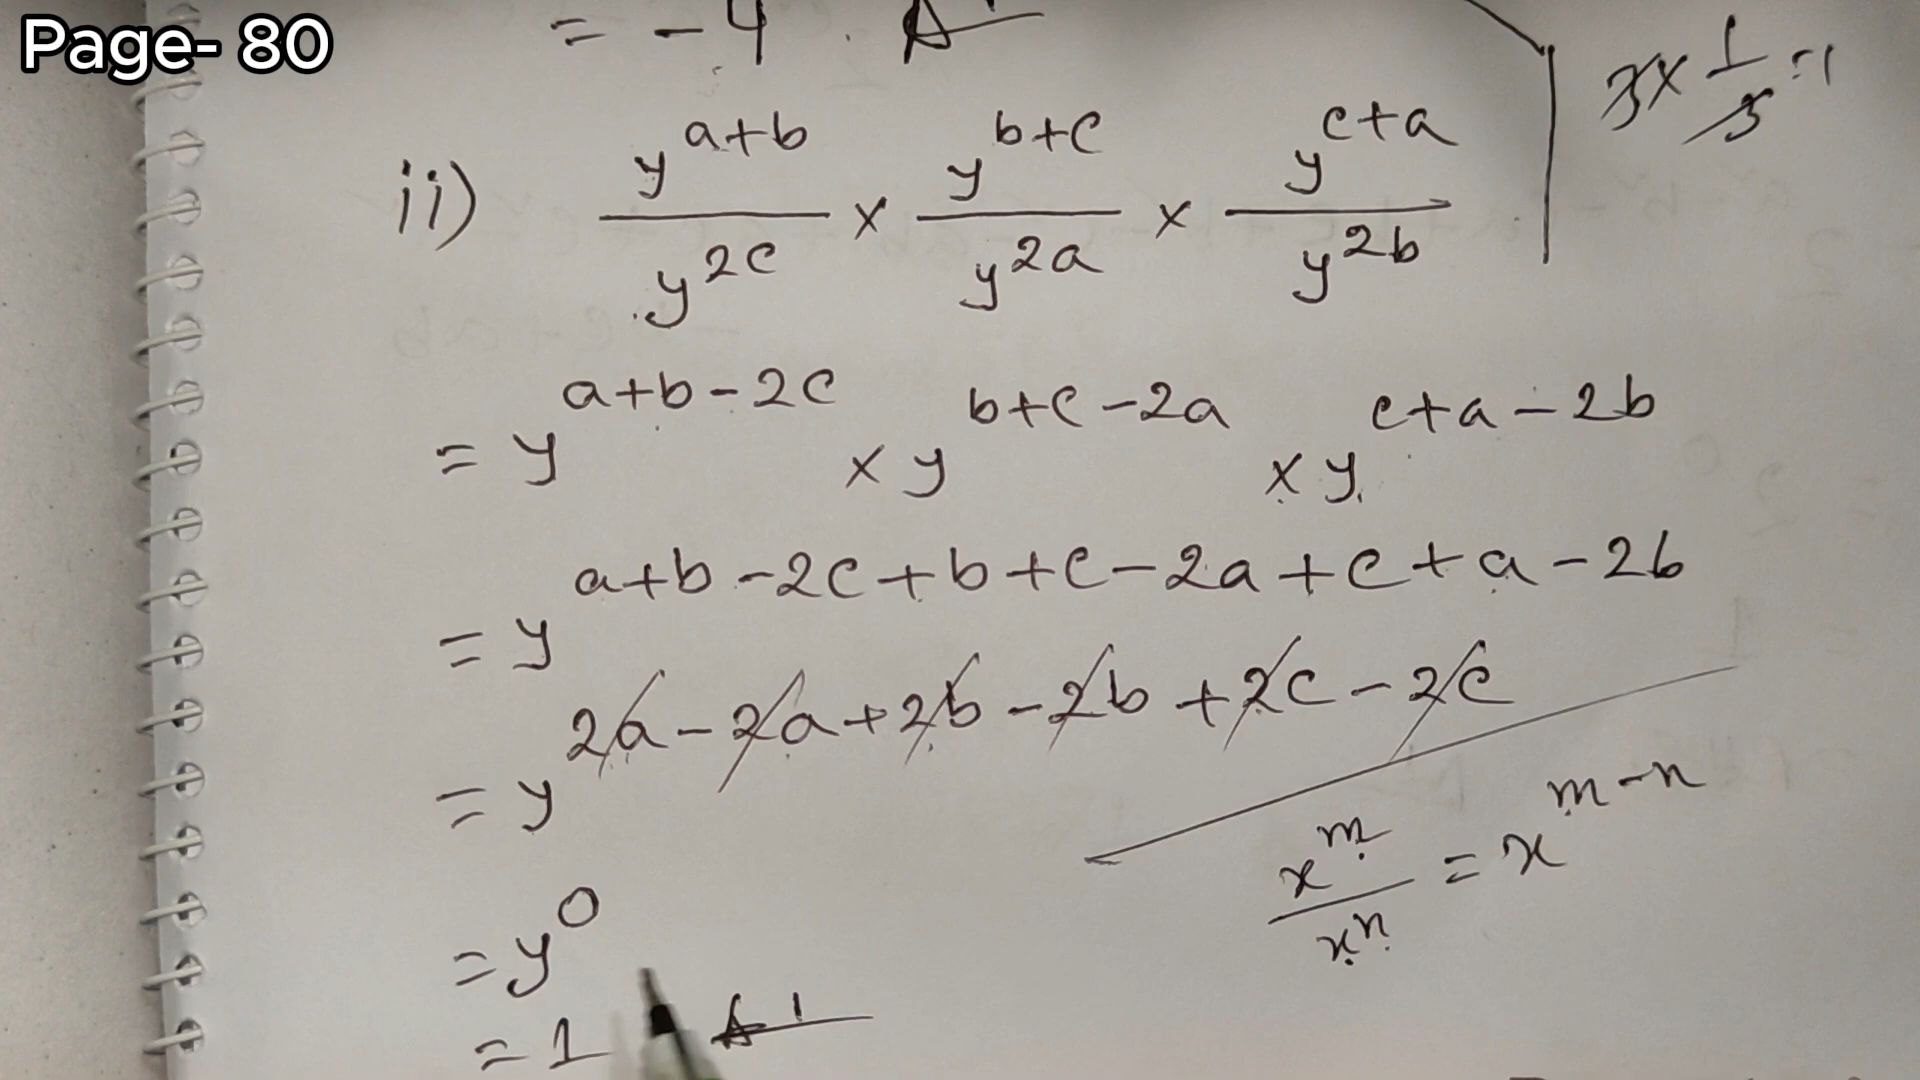 Page- 80
= -4 . A
3 × 1/3 = 1
ii) y^(a+b)/y^(2c) × y^(b+c)/y^(2a) × y^(c+a)/y^(2b)
= y^(a+b-2c) × y^(b+c-2a) × y^(c+a-2b)
= y^(a+b-2c+b+c-2a+c+a-2b)
= y^(2a-2a+2b-2b+2c-2c)
x^m/x^n = x^(m-n)
= y^0
= 1 A